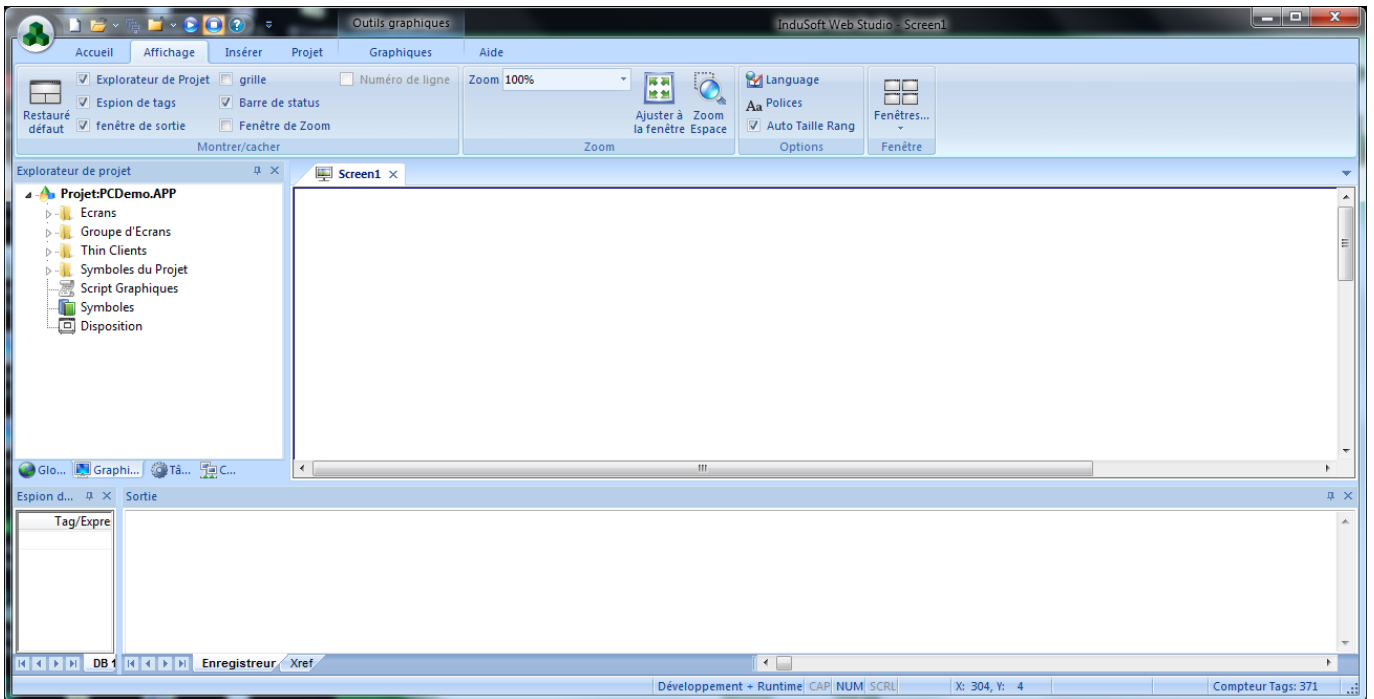 Outils graphiques
InduSoft Web Studio - Screen1
Accueil Affichage Insérer Projet Graphiques Aide
Restauré défaut
Explorateur de Projet grille Numéro de ligne
Espion de tags Barre de status
fenêtre de sortie Fenêtre de Zoom
Montrer/cacher
Zoom 100%
Ajuster à
la fenêtre
Zoom
Espace
Zoom
Language
Aa Polices
Auto Taille Rang
Options
Fenêtres...
Fenêtre
Explorateur de projet
Screen1
Projet:PCDemo.APP
Ecrans
Groupe d'Ecrans
Thin Clients
Symboles du Projet
Script Graphiques
Symboles
Disposition
Glo... Graphi... Tâ... C...
Espion d... Sortie
Tag/Expre
DB 1 Enregistreur Xref
Développement + Runtime CAP NUM SCRL X: 304, Y: 4 Compteur Tags: 371